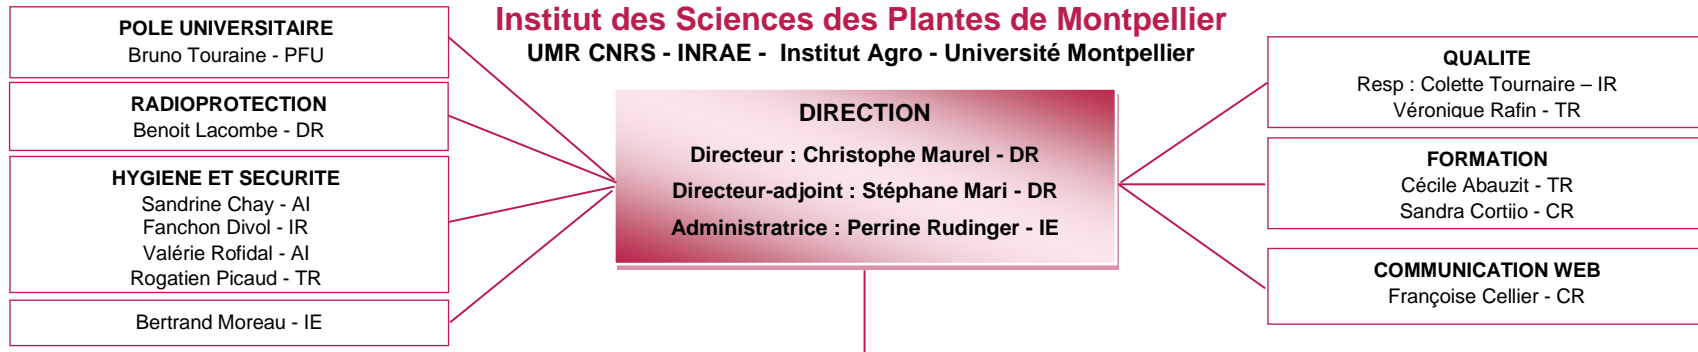 Institut des Sciences des Plantes de Montpellier
UMR CNRS - INRAE - Institut Agro - Université Montpellier
POLE UNIVERSITAIRE
Bruno Touraine - PFU
RADIOPROTECTION
Benoit Lacombe - DR
HYGIENE ET SECURITE
Sandrine Chay - AI
Fanchon Divol - IR
Valérie Rofidal - AI
Rogatien Picaud - TR
Bertrand Moreau - IE
DIRECTION
Directeur : Christophe Maurel - DR
Directeur-adjoint : Stéphane Mari - DR
Administratrice : Perrine Rudinger - IE
QUALITE
Resp : Colette Tournaire – IR
Véronique Rafin - TR
FORMATION
Cécile Abauzit - TR
Sandra Cortijo - CR
COMMUNICATION WEB
Françoise Cellier - CR